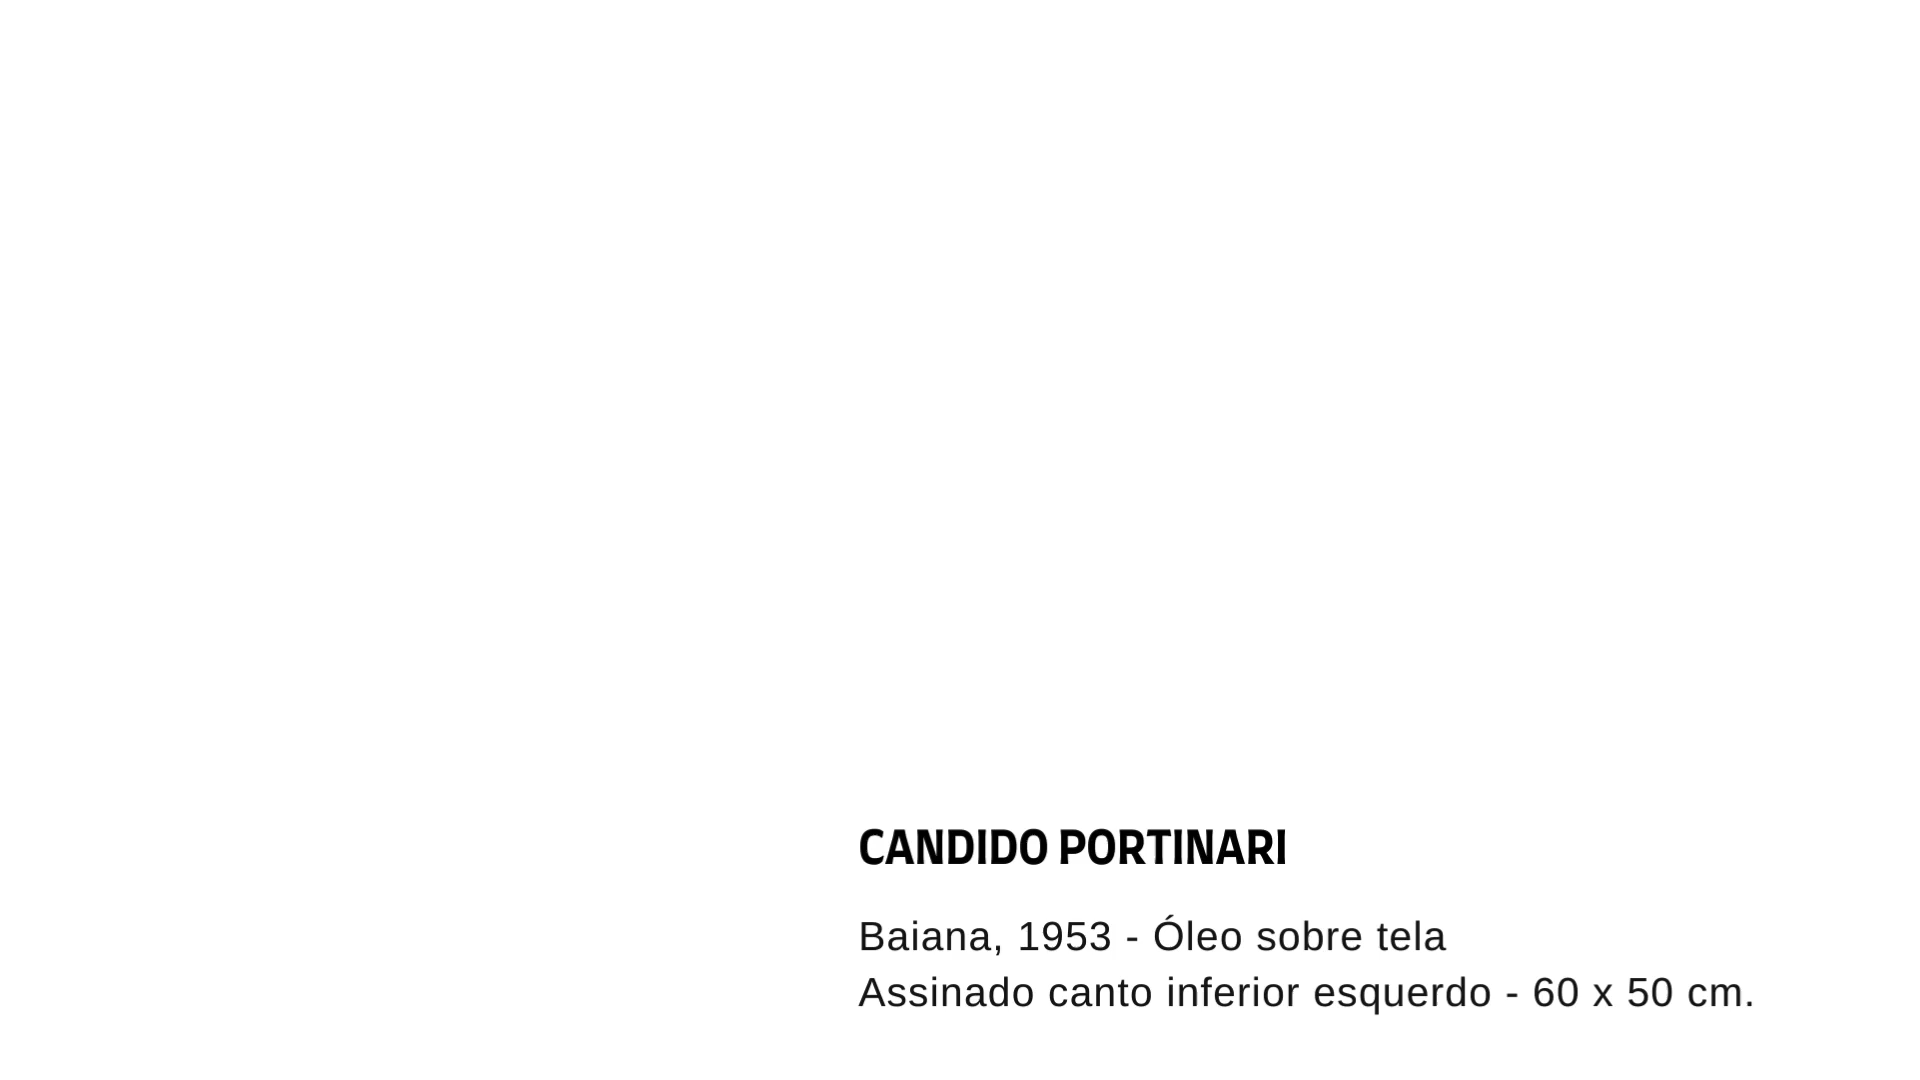 CANDIDO PORTINARI
Baiana, 1953 - Óleo sobre tela
Assinado canto inferior esquerdo - 60 x 50 cm.